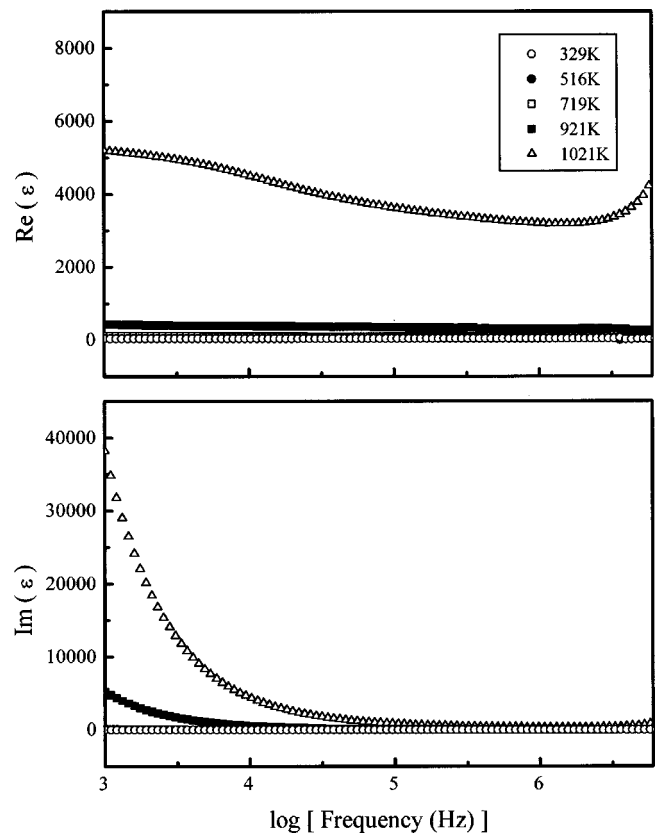 8000
6000
4000
2000
0
Re ( ε )
329K
516K
719K
921K
1021K
40000
30000
20000
10000
0
Im ( ε )
3
4
5
6
log [ Frequency (Hz) ]